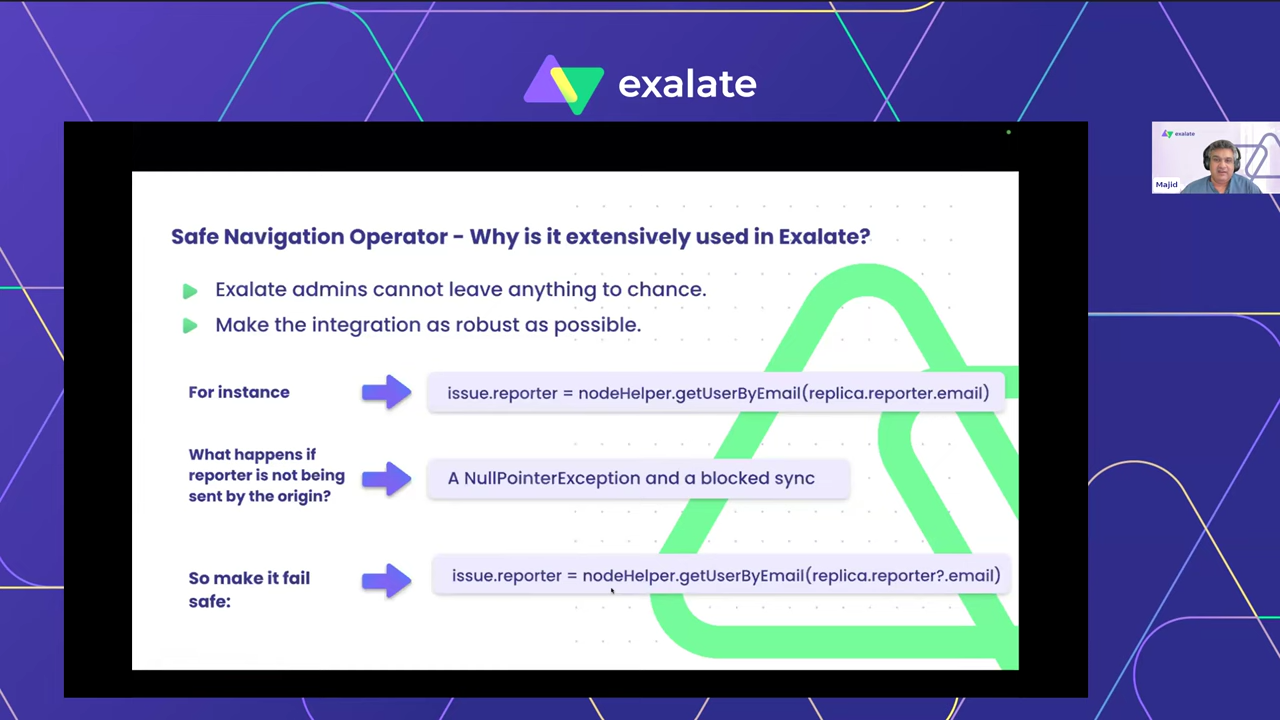 exalate
exalate
Majid
Safe Navigation Operator - Why is it extensively used in Exalate?
Exalate admins cannot leave anything to chance.
Make the integration as robust as possible.
For instance
issue.reporter = nodeHelper.getUserByEmail(replica.reporter.email)
What happens if
reporter is not being
sent by the origin?
A NullPointerException and a blocked sync
So make it fail
safe:
issue.reporter = nodeHelper.getUserByEmail(replica.reporter?.email)